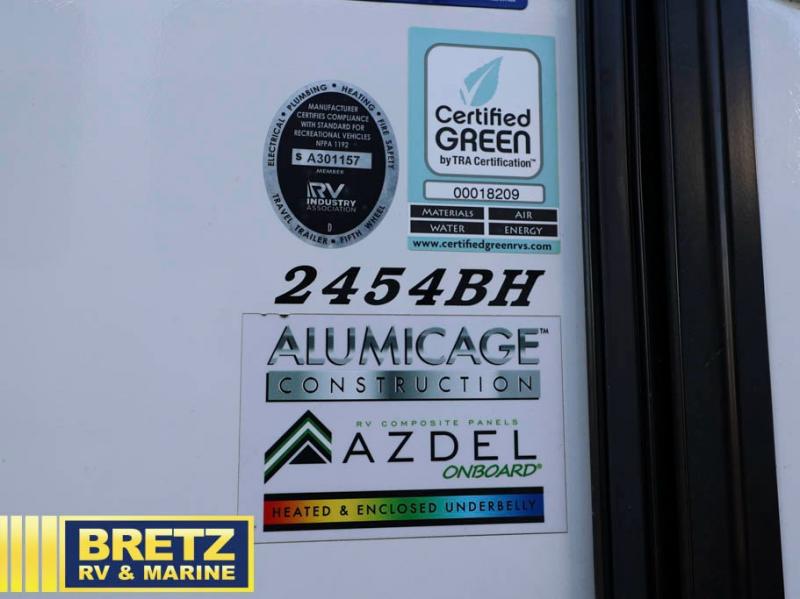 ELECTRICAL • PLUMBING • HEATING • FIRE SAFETY
MANUFACTURER
CERTIFIES COMPLIANCE
WITH STANDARD FOR
RECREATIONAL VEHICLES
NFPA 1192
S A301157
MEMBER
RV
INDUSTRY
ASSOCIATION
D
TRAVEL TRAILER • FIFTH WHEEL
Certified
GREEN
by TRA Certification™
00018209
MATERIALS AIR
WATER ENERGY
www.certifiedgreenrvs.com
2454BH
ALUMICAGE™
CONSTRUCTION
RV COMPOSITE PANELS
AZDEL
ONBOARD®
HEATED & ENCLOSED UNDERBELLY
BRETZ
RV & MARINE